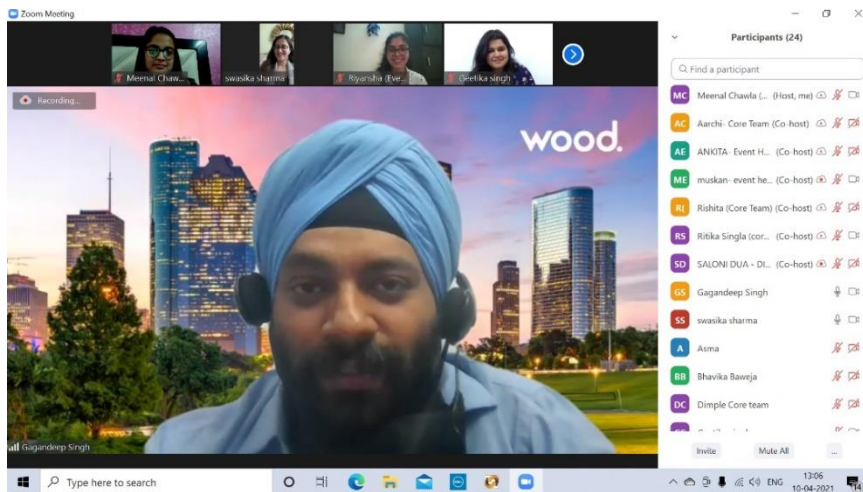 Zoom Meeting
Participants (24)
Find a participant
Meenal Chaw...
swasika sharma
Riyansha (Eve...
Geetika singh
Recording...
wood.
MC Meenal Chawla (... (Host, me)
AC Aarchi- Core Team (Co-host)
AE ANKITA- Event H... (Co-host)
ME muskan- event he... (Co-host)
R( Rishita (Core Team) (Co-host)
RS Ritika Singla (cor... (Co-host)
SD SALONI DUA - DI... (Co-host)
GS Gagandeep Singh
SS swasika sharma
A Asma
BB Bhavika Baweja
DC Dimple Core team
Gagandeep Singh
Invite Mute All ...
Type here to search
ENG
13:06
10-04-2021
14